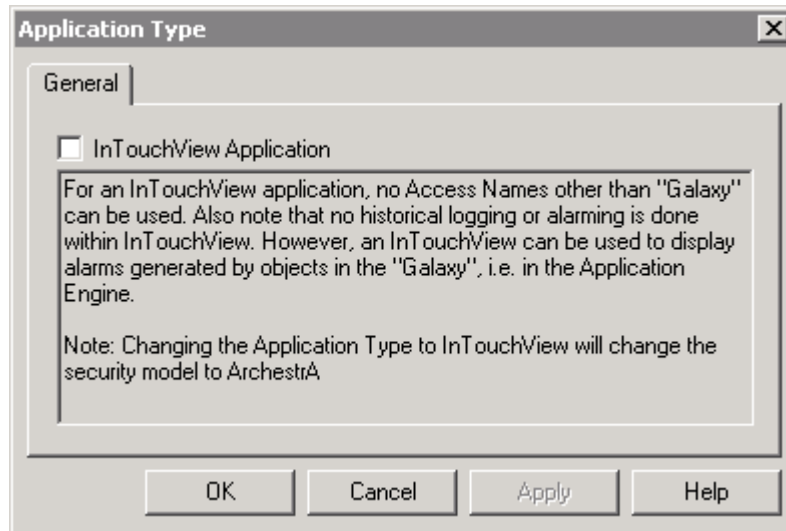 Application Type
General
InTouchView Application
For an InTouchView application, no Access Names other than "Galaxy"
can be used. Also note that no historical logging or alarming is done
within InTouchView. However, an InTouchView can be used to display
alarms generated by objects in the "Galaxy", i.e. in the Application
Engine.
Note: Changing the Application Type to InTouchView will change the
security model to ArchestrA
OK
Cancel
Apply
Help